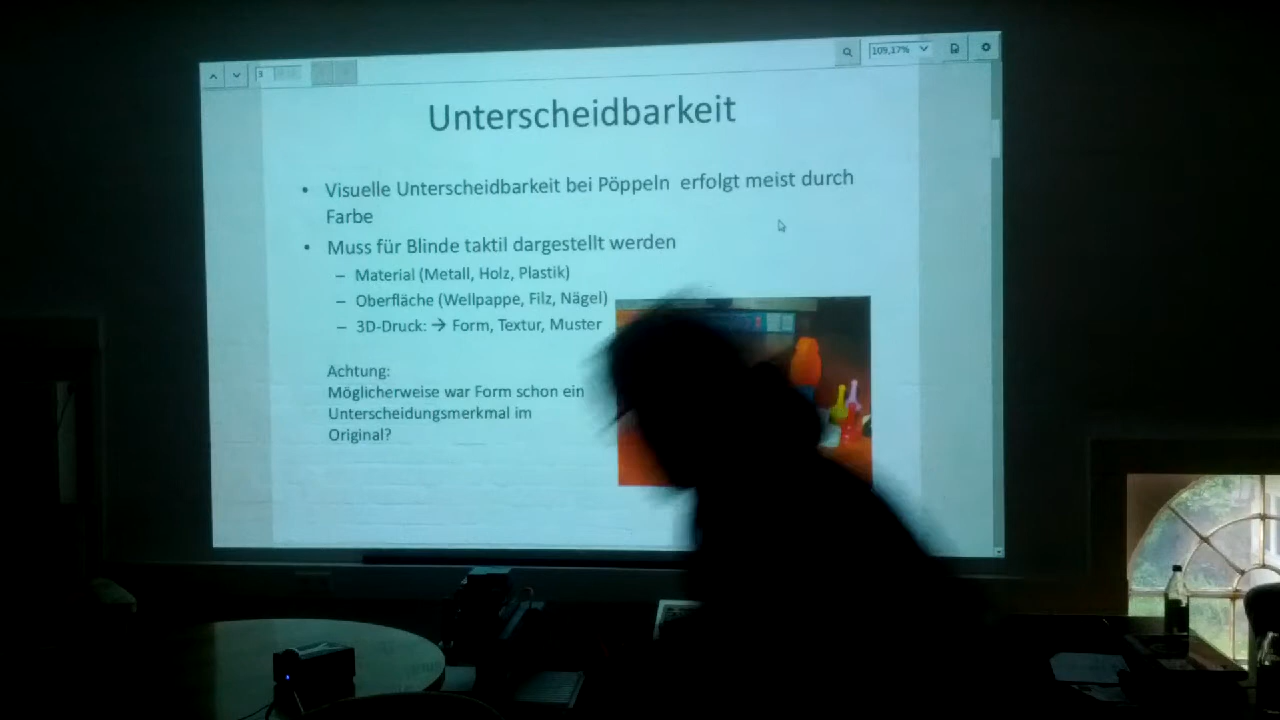 3
109,17%
Unterscheidbarkeit
• Visuelle Unterscheidbarkeit bei Pöppeln erfolgt meist durch
Farbe
• Muss für Blinde taktil dargestellt werden
– Material (Metall, Holz, Plastik)
– Oberfläche (Wellpappe, Filz, Nägel)
– 3D-Druck: → Form, Textur, Muster
Achtung:
Möglicherweise war Form schon ein
Unterscheidungsmerkmal im
Original?